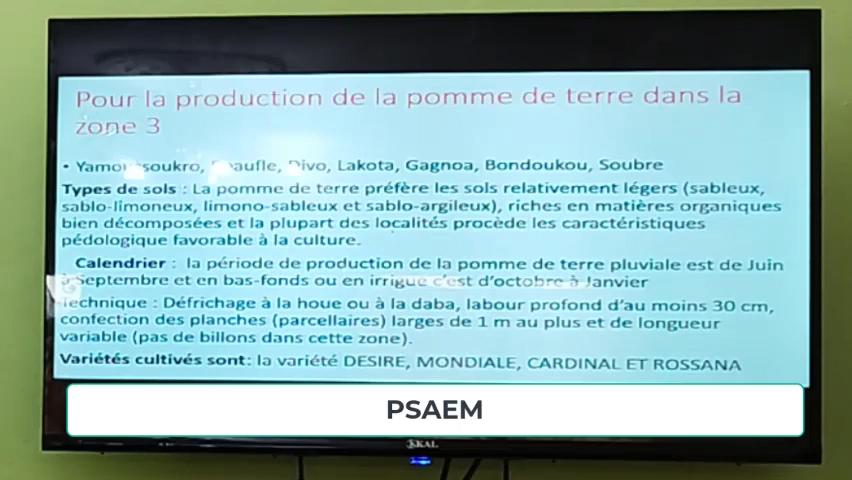 Pour la production de la pomme de terre dans la
zone 3
• Yamoussoukro, Divo, Lakota, Gagnoa, Bondoukou, Soubre
Types de sols : La pomme de terre préfère les sols relativement légers (sableux,
sablo-limoneux, limono-sableux et sablo-argileux), riches en matières organiques
bien décomposées et la plupart des localités procède les caractéristiques
pédologique favorable à la culture.
Calendrier : la période de production de la pomme de terre pluviale est de Juin
à Septembre et en bas-fonds ou en irrigue c'est d'octobre à Janvier
Technique : Défrichage à la houe ou à la daba, labour profond d'au moins 30 cm,
confection des planches (parcellaires) larges de 1 m au plus et de longueur
variable (pas de billons dans cette zone).
Variétés cultivés sont: la variété DESIRE, MONDIALE, CARDINAL ET ROSSANA
PSAEM
SKAL